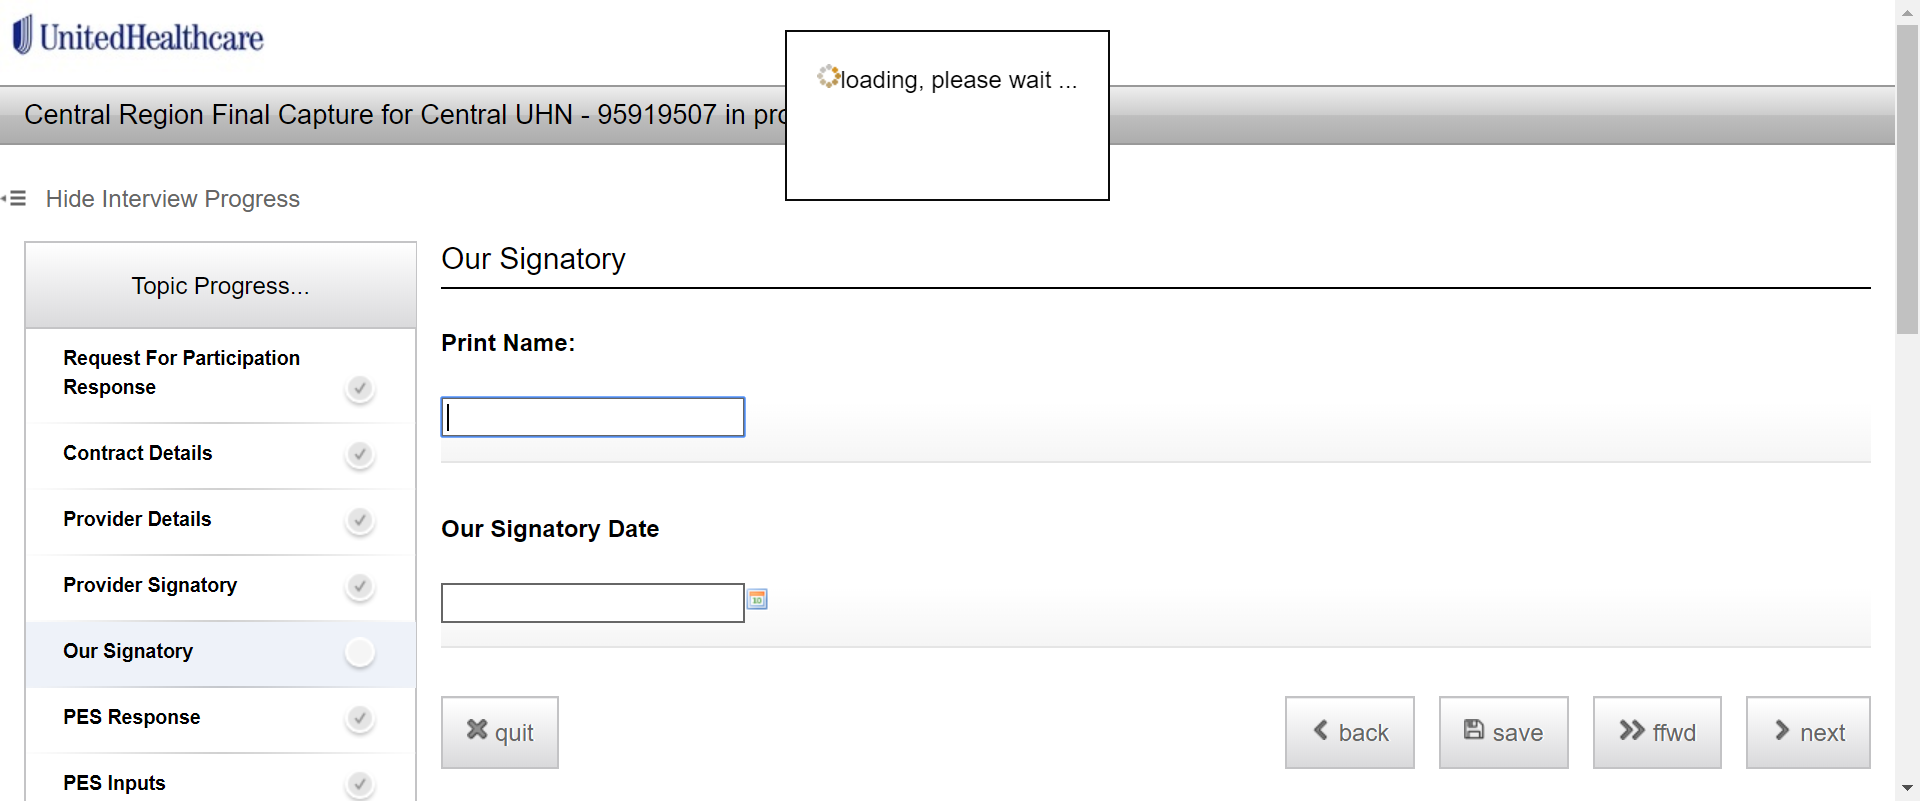 UnitedHealthcare
loading, please wait ...
Central Region Final Capture for Central UHN - 95919507 in
Hide Interview Progress
Topic Progress...
Request For Participation
Response
Contract Details
Provider Details
Provider Signatory
Our Signatory
PES Response
PES Inputs
Our Signatory
Print Name:
Our Signatory Date
10
quit
back
save
ffwd
next